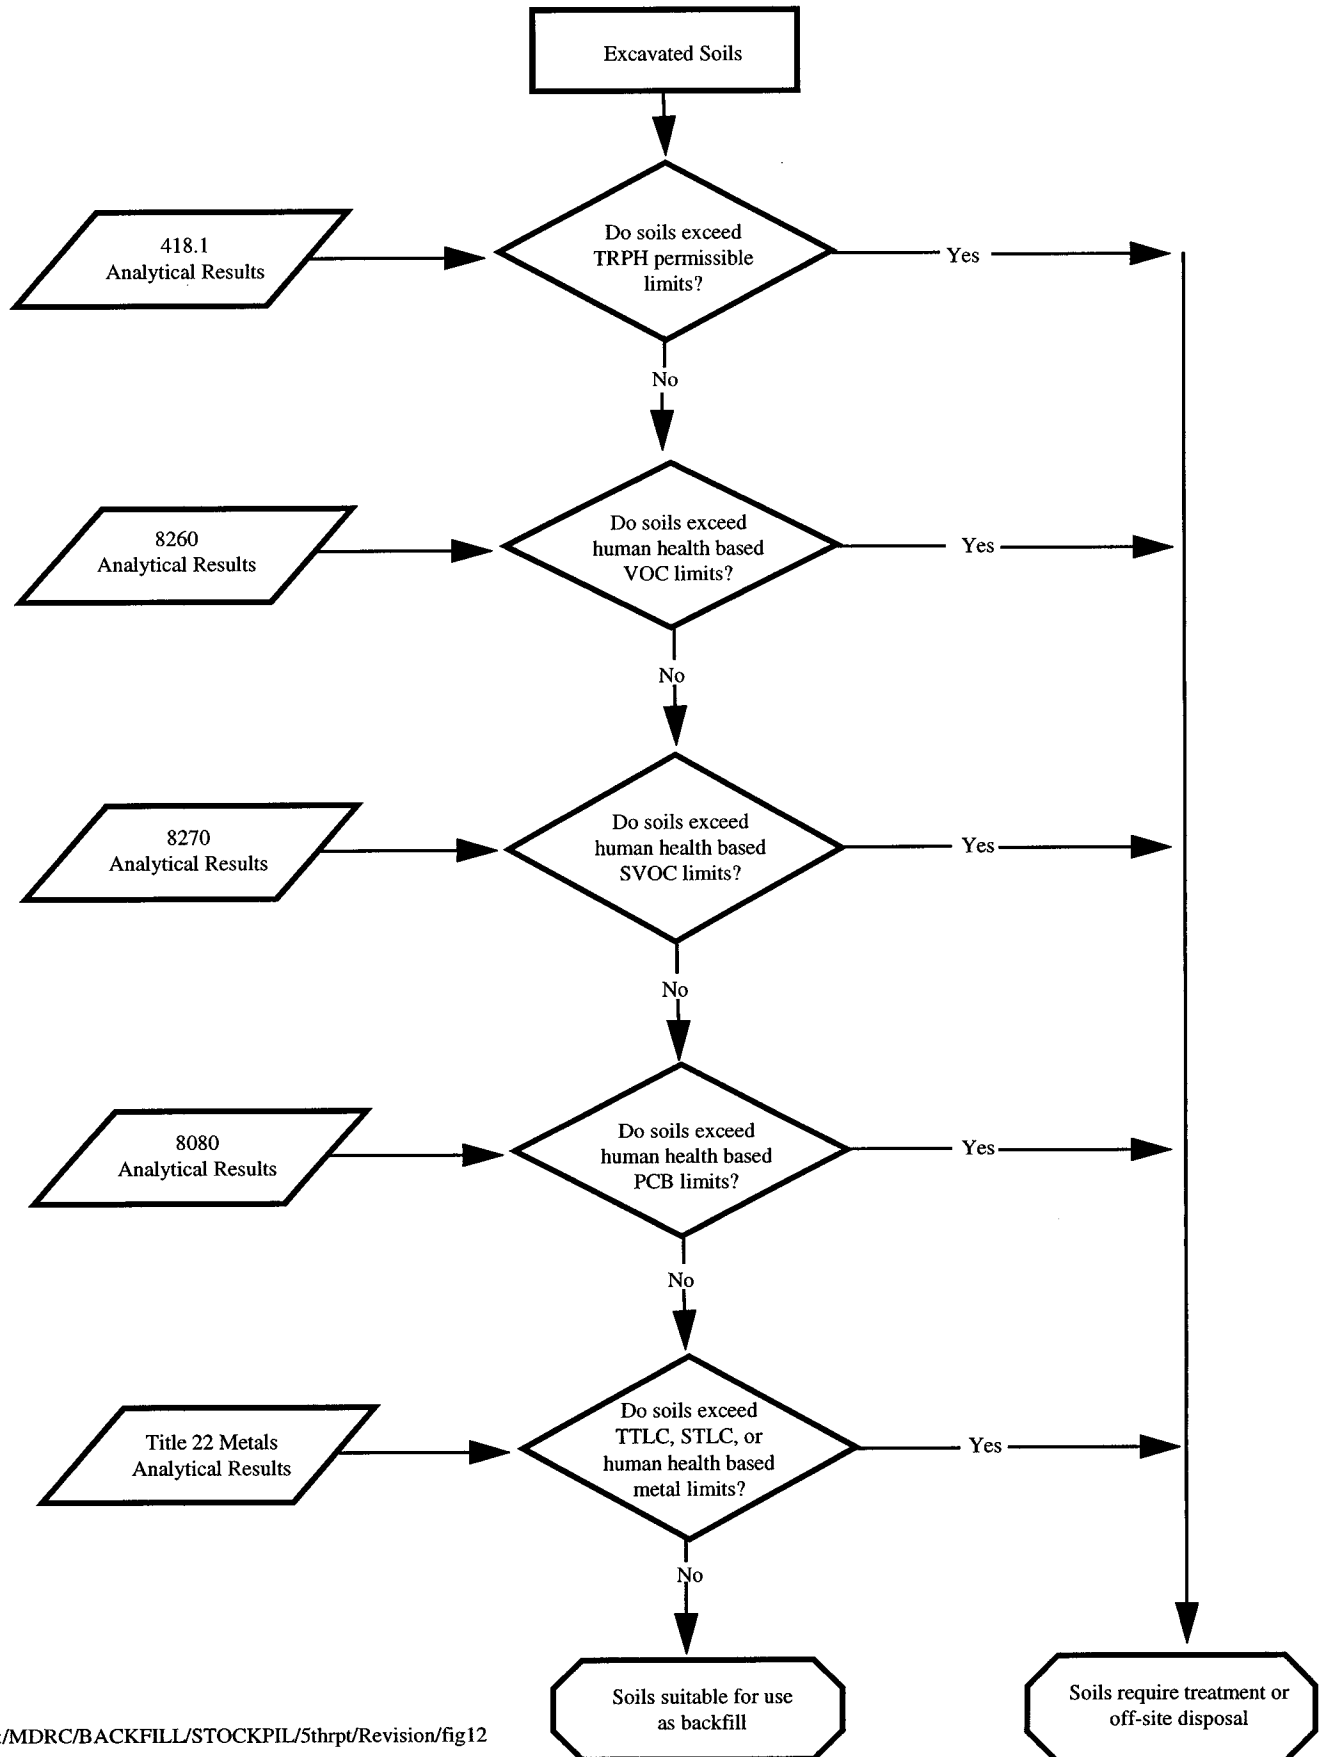 Excavated Soils
418.1
Analytical Results
Do soils exceed
TRPH permissible
limits?
Yes
No
8260
Analytical Results
Do soils exceed
human health based
VOC limits?
Yes
No
8270
Analytical Results
Do soils exceed
human health based
SVOC limits?
Yes
No
8080
Analytical Results
Do soils exceed
human health based
PCB limits?
Yes
No
Title 22 Metals
Analytical Results
Do soils exceed
TTLC, STLC, or
human health based
metal limits?
Yes
No
Soils suitable for use
as backfill
Soils require treatment or
off-site disposal
:/MDRC/BACKFILL/STOCKPIL/5thrpt/Revision/fig12